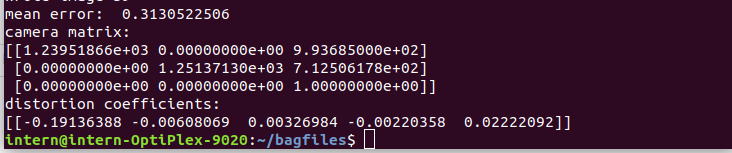 mean error:  0.3130522506
camera matrix:
[[1.23951866e+03 0.00000000e+00 9.93685000e+02]
 [0.00000000e+00 1.25137130e+03 7.12506178e+02]
 [0.00000000e+00 0.00000000e+00 1.00000000e+00]]
distortion coefficients:
[[-0.19136388 -0.00608069  0.00326984 -0.00220358  0.02222092]]
intern@intern-OptiPlex-9020:~/bagfiles$